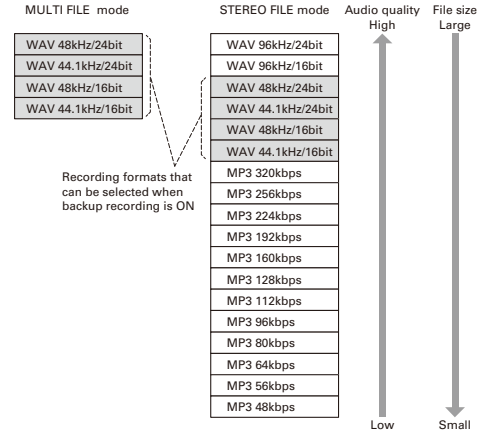 MULTI FILE mode
WAV 48kHz/24bit
WAV 44.1kHz/24bit
WAV 48kHz/16bit
WAV 44.1kHz/16bit
Recording formats that
can be selected when
backup recording is ON
STEREO FILE mode
WAV 96kHz/24bit
WAV 96kHz/16bit
WAV 48kHz/24bit
WAV 44.1kHz/24bit
WAV 48kHz/16bit
WAV 44.1kHz/16bit
MP3 320kbps
MP3 256kbps
MP3 224kbps
MP3 192kbps
MP3 160kbps
MP3 128kbps
MP3 112kbps
MP3 96kbps
MP3 80kbps
MP3 64kbps
MP3 56kbps
MP3 48kbps
Audio quality
High
Low
File size
Large
Small